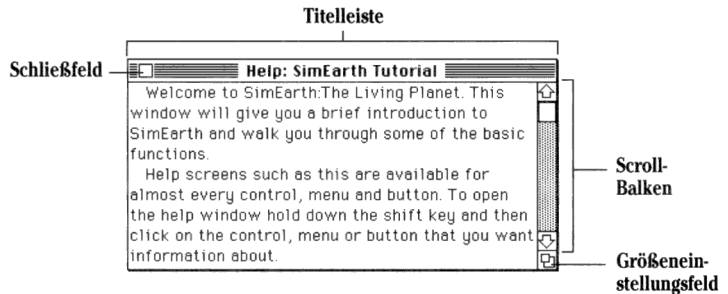 Titelleiste
Schließfeld
Help: SimEarth Tutorial
Welcome to SimEarth:The Living Planet. This
window will give you a brief introduction to
SimEarth and walk you through some of the basic
functions.
Help screens such as this are available for
almost every control, menu and button. To open
the help window hold down the shift key and then
click on the control, menu or button that you want
information about.
Scroll-
Balken
Größenein-
stellungsfeld